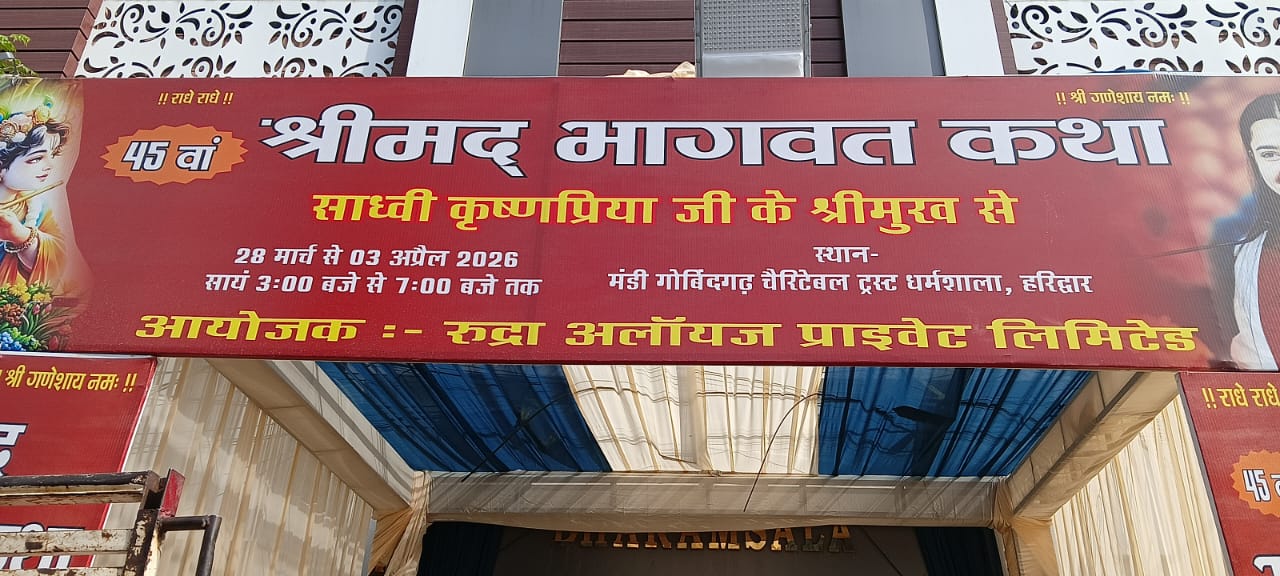 !! राधे राधे !!
!! श्री गणेशाय नमः !!
45 वां
श्रीमद् भागवत कथा
साध्वी कृष्णप्रिया जी के श्रीमुख से
28 मार्च से 03 अप्रैल 2026
सायं 3:00 बजे से 7:00 बजे तक
स्थान-
मंडी गोबिंदगढ़ चैरिटेबल ट्रस्ट धर्मशाला, हरिद्वार
आयोजक :- रुद्रा अलॉयज प्राइवेट लिमिटेड
श्री गणेशाय नमः !!
!! राधे राधे
45
DHARAMSALA